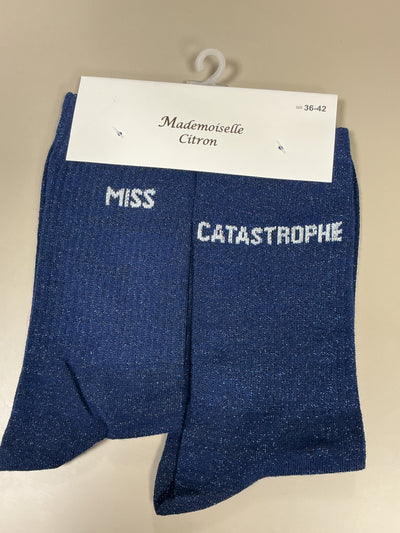 36-42
Mademoiselle
Citron
MISS
CATASTROPHE